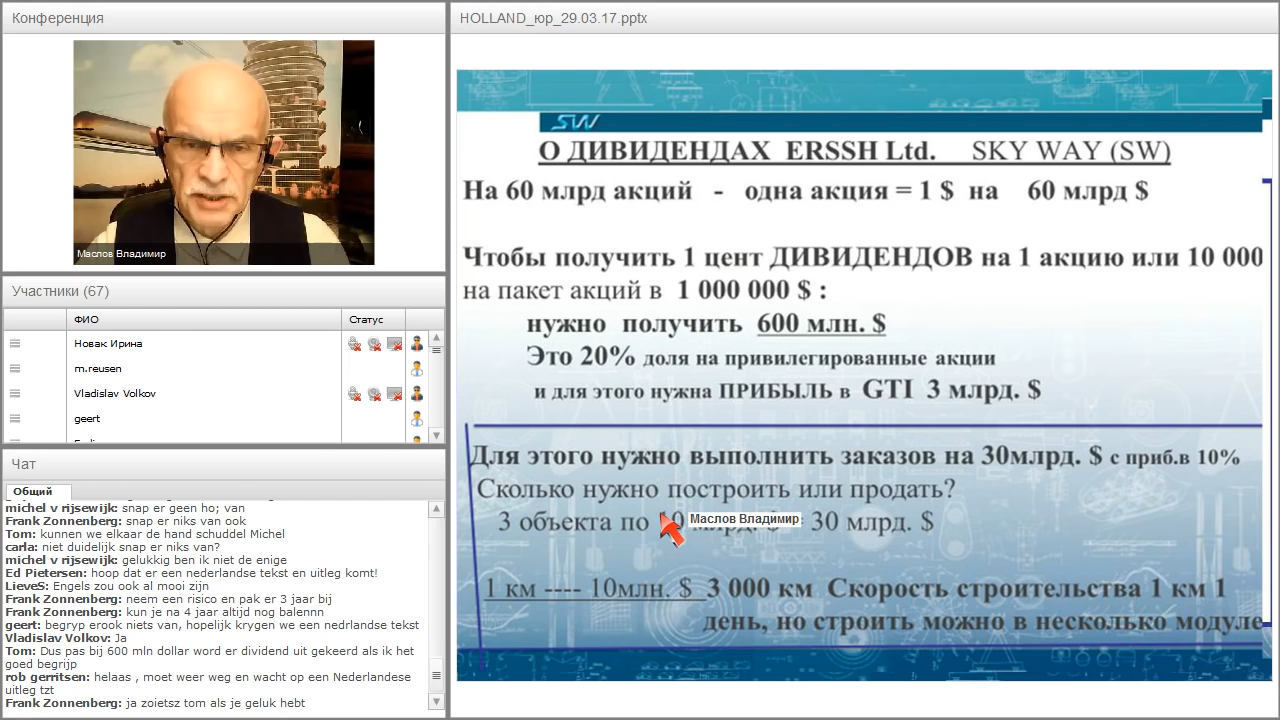 Конференция
Маслов Владимир
Участники (67)
ФИО
Статус
Новак Ирина
m.reusen
Vladislav Volkov
geert
Чат
Общий
michel v rijsewijk: snap er geen ho; van
Frank Zonnenberg: snap er niks van ook
Tom: kunnen we elkaar de hand schuddel Michel
carla: niet duidelijk snap er niks van?
michel v rijsewijk: gelukkig ben ik niet de enige
Ed Pietersen: hoop dat er een nederlandse tekst en uitleg komt!
LieveS: Engels zou ook al mooi zijn
Frank Zonnenberg: neem een risico en pak er 3 jaar bij
Frank Zonnenberg: kun je na 4 jaar altijd nog balennn
geert: begryp erook niets van, hopelijk krygen we een nedrlandse tekst
Vladislav Volkov: Ja
Tom: Dus pas bij 600 mln dollar word er dividend uit gekeerd als ik het
goed begrijp
roy gerritsen: helaas , moet weer weg en wacht op een Nederlandese
uitleg tzt
Frank Zonnenberg: ja zoietsz tom als je geluk hebt
HOLLAND_юр_29.03.17.pptx
SW
О ДИВИДЕНДАХ ERSSH Ltd. SKY WAY (SW)
На 60 млрд акций - одна акция = 1 $ на 60 млрд $
Чтобы получить 1 цент ДИВИДЕНДОВ на 1 акцию или 10 000
на пакет акций в 1 000 000 $ :
нужно получить 600 млн. $
Это 20% доля на привилегированные акции
и для этого нужна ПРИБЫЛЬ в GTI 3 млрд. $
Для этого нужно выполнить заказов на 30млрд. $ с приб.в 10%
Сколько нужно построить или продать?
3 объекта по 30 млрд. $
Маслов Владимир
1 км ---- 10млн. $ 3 000 км Скорость строительства 1 км 1
день, но строить можно в несколько модуле